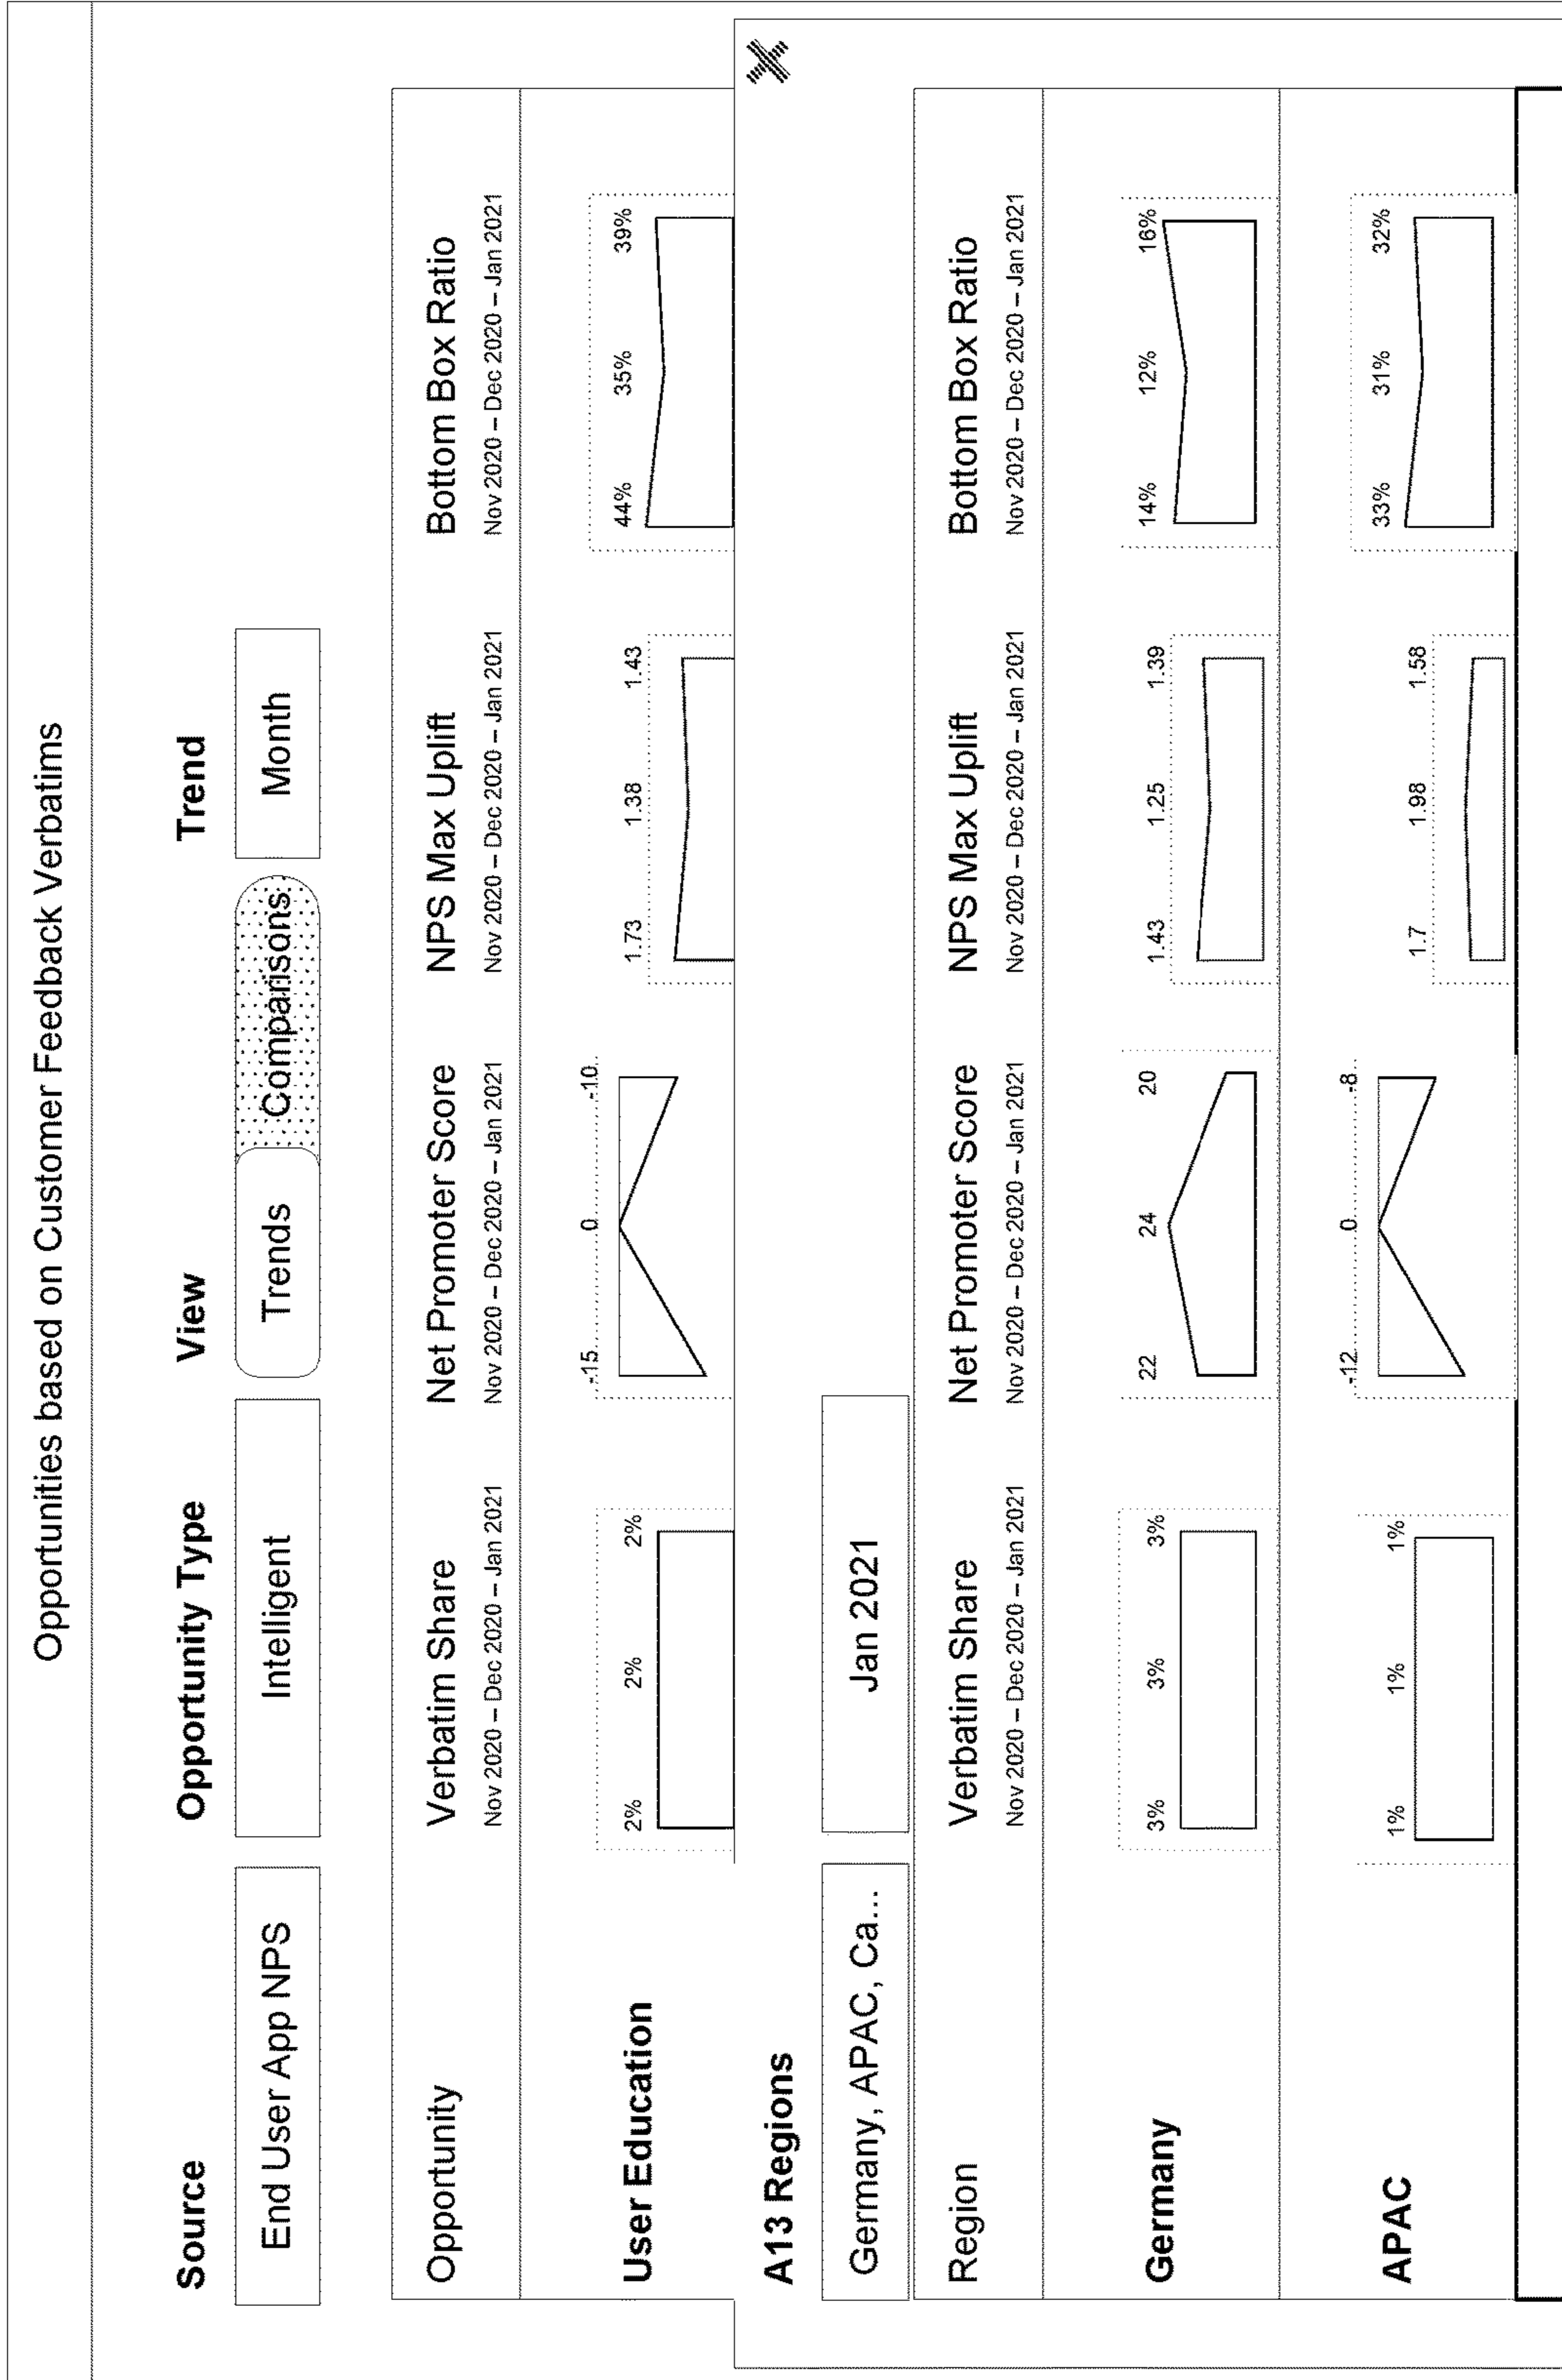 Opportunities based on Customer Feedback Verbatims
Source Opportunity Type View Trend
End User App NPS Intelligent Trends Comparisons Month
Opportunity Verbatim Share Net Promoter Score NPS Max Uplift Bottom Box Ratio
Nov 2020 – Dec 2020 – Jan 2021 Nov 2020 – Dec 2020 – Jan 2021 Nov 2020 – Dec 2020 – Jan 2021 Nov 2020 – Dec 2020 – Jan 2021
User Education 2% 2% 2% -15 0 -10 1.73 1.38 1.43 44% 35% 39%
A13 Regions
Germany, APAC, Ca... Jan 2021
Region Verbatim Share Net Promoter Score NPS Max Uplift Bottom Box Ratio
Nov 2020 – Dec 2020 – Jan 2021 Nov 2020 – Dec 2020 – Jan 2021 Nov 2020 – Dec 2020 – Jan 2021 Nov 2020 – Dec 2020 – Jan 2021
Germany 3% 3% 3% 22 24 20 1.43 1.25 1.39 14% 12% 16%
APAC 1% 1% 1% -12 0 -8 1.7 1.98 1.58 33% 31% 32%